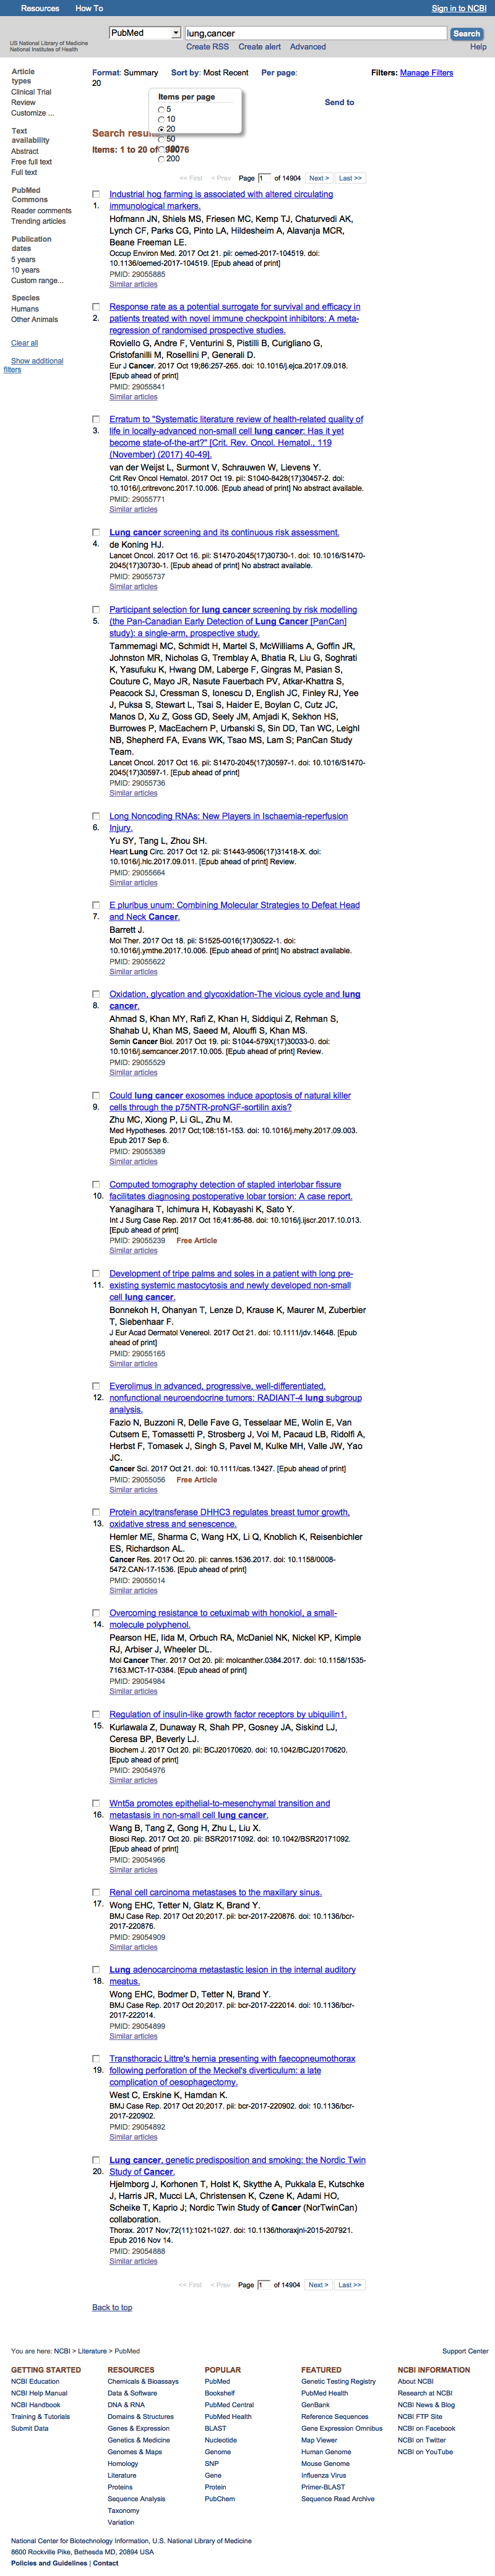 Resources How To Sign in to NCBI
US National Library of Medicine
National Institutes of Health
PubMed lung,cancer Search
Create RSS Create alert Advanced Help
Article types
Clinical Trial
Review
Customize ...
Text availability
Abstract
Free full text
Full text
PubMed Commons
Reader comments
Trending articles
Publication dates
5 years
10 years
Custom range...
Species
Humans
Other Animals
Clear all
Show additional filters
Format: Summary Sort by: Most Recent Per page:
20
Filters: Manage Filters
Send to
Items per page
5
10
20
50
200
Search results
Items: 1 to 20 of
<< First < Prev Page 1 of 14904 Next > Last >>
1.
Industrial hog farming is associated with altered circulating
immunological markers.
Hofmann JN, Shiels MS, Friesen MC, Kemp TJ, Chaturvedi AK,
Lynch CF, Parks CG, Pinto LA, Hildesheim A, Alavanja MCR,
Beane Freeman LE.
Occup Environ Med. 2017 Oct 21. pii: oemed-2017-104519. doi:
10.1136/oemed-2017-104519. [Epub ahead of print]
PMID: 29055885
Similar articles
2.
Response rate as a potential surrogate for survival and efficacy in
patients treated with novel immune checkpoint inhibitors: A meta-
regression of randomised prospective studies.
Roviello G, Andre F, Venturini S, Pistilli B, Curigliano G,
Cristofanilli M, Rosellini P, Generali D.
Eur J Cancer. 2017 Oct 19;86:257-265. doi: 10.1016/j.ejca.2017.09.018.
[Epub ahead of print]
PMID: 29055841
Similar articles
3.
Erratum to "Systematic literature review of health-related quality of
life in locally-advanced non-small cell lung cancer: Has it yet
become state-of-the-art?" [Crit. Rev. Oncol. Hematol., 119
(November) (2017) 40-49].
van der Weijst L, Surmont V, Schrauwen W, Lievens Y.
Crit Rev Oncol Hematol. 2017 Oct 19. pii: S1040-8428(17)30457-2. doi:
10.1016/j.critrevonc.2017.10.006. [Epub ahead of print] No abstract available.
PMID: 29055771
Similar articles
4.
Lung cancer screening and its continuous risk assessment.
de Koning HJ.
Lancet Oncol. 2017 Oct 16. pii: S1470-2045(17)30730-1. doi: 10.1016/S1470-
2045(17)30730-1. [Epub ahead of print] No abstract available.
PMID: 29055737
Similar articles
5.
Participant selection for lung cancer screening by risk modelling
(the Pan-Canadian Early Detection of Lung Cancer [PanCan]
study): a single-arm, prospective study.
Tammemagi MC, Schmidt H, Martel S, McWilliams A, Goffin JR,
Johnston MR, Nicholas G, Tremblay A, Bhatia R, Liu G, Soghrati
K, Yasufuku K, Hwang DM, Laberge F, Gingras M, Pasian S,
Couture C, Mayo JR, Nasute Fauerbach PV, Atkar-Khattra S,
Peacock SJ, Cressman S, Ionescu D, English JC, Finley RJ, Yee
J, Puksa S, Stewart L, Tsai S, Haider E, Boylan C, Cutz JC,
Manos D, Xu Z, Goss GD, Seely JM, Amjadi K, Sekhon HS,
Burrowes P, MacEachern P, Urbanski S, Sin DD, Tan WC, Leighl
NB, Shepherd FA, Evans WK, Tsao MS, Lam S; PanCan Study
Team.
Lancet Oncol. 2017 Oct 16. pii: S1470-2045(17)30597-1. doi: 10.1016/S1470-
2045(17)30597-1. [Epub ahead of print]
PMID: 29055736
Similar articles
6.
Long Noncoding RNAs: New Players in Ischaemia-reperfusion
Injury.
Yu SY, Tang L, Zhou SH.
Heart Lung Circ. 2017 Oct 12. pii: S1443-9506(17)31418-X. doi:
10.1016/j.hlc.2017.09.011. [Epub ahead of print] Review.
PMID: 29055664
Similar articles
7.
E pluribus unum: Combining Molecular Strategies to Defeat Head
and Neck Cancer.
Barrett J.
Mol Ther. 2017 Oct 18. pii: S1525-0016(17)30522-1. doi:
10.1016/j.ymthe.2017.10.006. [Epub ahead of print] No abstract available.
PMID: 29055622
Similar articles
8.
Oxidation, glycation and glycoxidation-The vicious cycle and lung
cancer.
Ahmad S, Khan MY, Rafi Z, Khan H, Siddiqui Z, Rehman S,
Shahab U, Khan MS, Saeed M, Alouffi S, Khan MS.
Semin Cancer Biol. 2017 Oct 19. pii: S1044-579X(17)30033-0. doi:
10.1016/j.semcancer.2017.10.005. [Epub ahead of print] Review.
PMID: 29055529
Similar articles
9.
Could lung cancer exosomes induce apoptosis of natural killer
cells through the p75NTR-proNGF-sortilin axis?
Zhu MC, Xiong P, Li GL, Zhu M.
Med Hypotheses. 2017 Oct;108:151-153. doi: 10.1016/j.mehy.2017.09.003.
Epub 2017 Sep 6.
PMID: 29055389
Similar articles
10.
Computed tomography detection of stapled interlobar fissure
facilitates diagnosing postoperative lobar torsion: A case report.
Yanagihara T, Ichimura H, Kobayashi K, Sato Y.
Int J Surg Case Rep. 2017 Oct 16;41:86-88. doi: 10.1016/j.ijscr.2017.10.013.
[Epub ahead of print]
PMID: 29055239 Free Article
Similar articles
11.
Development of tripe palms and soles in a patient with long pre-
existing systemic mastocytosis and newly developed non-small
cell lung cancer.
Bonnekoh H, Ohanyan T, Lenze D, Krause K, Maurer M, Zuberbier
T, Siebenhaar F.
J Eur Acad Dermatol Venereol. 2017 Oct 21. doi: 10.1111/jdv.14648. [Epub
ahead of print]
PMID: 29055165
Similar articles
12.
Everolimus in advanced, progressive, well-differentiated,
nonfunctional neuroendocrine tumors: RADIANT-4 lung subgroup
analysis.
Fazio N, Buzzoni R, Delle Fave G, Tesselaar ME, Wolin E, Van
Cutsem E, Tomassetti P, Strosberg J, Voi M, Pacaud LB, Ridolfi A,
Herbst F, Tomasek J, Singh S, Pavel M, Kulke MH, Valle JW, Yao
JC.
Cancer Sci. 2017 Oct 21. doi: 10.1111/cas.13427. [Epub ahead of print]
PMID: 29055056 Free Article
Similar articles
13.
Protein acyltransferase DHHC3 regulates breast tumor growth,
oxidative stress and senescence.
Hemler ME, Sharma C, Wang HX, Li Q, Knoblich K, Reisenbichler
ES, Richardson AL.
Cancer Res. 2017 Oct 20. pii: canres.1536.2017. doi: 10.1158/0008-
5472.CAN-17-1536. [Epub ahead of print]
PMID: 29055014
Similar articles
14.
Overcoming resistance to cetuximab with honokiol, a small-
molecule polyphenol.
Pearson HE, Iida M, Orbuch RA, McDaniel NK, Nickel KP, Kimple
RJ, Arbiser J, Wheeler DL.
Mol Cancer Ther. 2017 Oct 20. pii: molcanther.0384.2017. doi: 10.1158/1535-
7163.MCT-17-0384. [Epub ahead of print]
PMID: 29054984
Similar articles
15.
Regulation of insulin-like growth factor receptors by ubiquilin1.
Kurlawala Z, Dunaway R, Shah PP, Gosney JA, Siskind LJ,
Ceresa BP, Beverly LJ.
Biochem J. 2017 Oct 20. pii: BCJ20170620. doi: 10.1042/BCJ20170620.
[Epub ahead of print]
PMID: 29054976
Similar articles
16.
Wnt5a promotes epithelial-to-mesenchymal transition and
metastasis in non-small cell lung cancer.
Wang B, Tang Z, Gong H, Zhu L, Liu X.
Biosci Rep. 2017 Oct 20. pii: BSR20171092. doi: 10.1042/BSR20171092.
[Epub ahead of print]
PMID: 29054966
Similar articles
17.
Renal cell carcinoma metastases to the maxillary sinus.
Wong EHC, Tetter N, Glatz K, Brand Y.
BMJ Case Rep. 2017 Oct 20;2017. pii: bcr-2017-220876. doi: 10.1136/bcr-
2017-220876.
PMID: 29054909
Similar articles
18.
Lung adenocarcinoma metastatic lesion in the internal auditory
meatus.
Wong EHC, Bodmer D, Tetter N, Brand Y.
BMJ Case Rep. 2017 Oct 20;2017. pii: bcr-2017-222014. doi: 10.1136/bcr-
2017-222014.
PMID: 29054899
Similar articles
19.
Transthoracic Littre's hernia presenting with faecopneumothorax
following perforation of the Meckel's diverticulum: a late
complication of oesophagectomy.
West C, Erskine K, Hamdan K.
BMJ Case Rep. 2017 Oct 20;2017. pii: bcr-2017-220902. doi: 10.1136/bcr-
2017-220902.
PMID: 29054892
Similar articles
20.
Lung cancer, genetic predisposition and smoking: the Nordic Twin
Study of Cancer.
Hjelmborg J, Korhonen T, Holst K, Skytthe A, Pukkala E, Kutschke
J, Harris JR, Mucci LA, Christensen K, Czene K, Adami HO,
Scheike T, Kaprio J; Nordic Twin Study of Cancer (NorTwinCan)
collaboration.
Thorax. 2017 Nov;72(11):1021-1027. doi: 10.1136/thoraxjnl-2015-207921.
Epub 2016 Nov 14.
PMID: 29054888
Similar articles
<< First < Prev Page 1 of 14904 Next > Last >>
Back to top
You are here: NCBI > Literature > PubMed Support Center
GETTING STARTED
NCBI Education
NCBI Help Manual
NCBI Handbook
Training & Tutorials
Submit Data
RESOURCES
Chemicals & Bioassays
Data & Software
DNA & RNA
Domains & Structures
Genes & Expression
Genetics & Medicine
Genomes & Maps
Homology
Literature
Proteins
Sequence Analysis
Taxonomy
Variation
POPULAR
PubMed
Bookshelf
PubMed Central
PubMed Health
BLAST
Nucleotide
Genome
SNP
Gene
Protein
PubChem
FEATURED
Genetic Testing Registry
PubMed Health
GenBank
Reference Sequences
Gene Expression Omnibus
Map Viewer
Human Genome
Mouse Genome
Influenza Virus
Primer-BLAST
Sequence Read Archive
NCBI INFORMATION
About NCBI
Research at NCBI
NCBI News & Blog
NCBI FTP Site
NCBI on Facebook
NCBI on Twitter
NCBI on YouTube
National Center for Biotechnology Information, U.S. National Library of Medicine
8600 Rockville Pike, Bethesda MD, 20894 USA
Policies and Guidelines | Contact